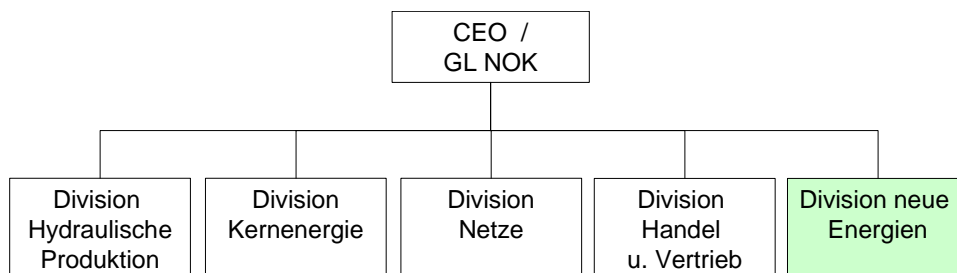 CEO /
GL NOK
Division
Hydraulische
Produktion
Division
Kernenergie
Division
Netze
Division
Handel
u. Vertrieb
Division neue
Energien